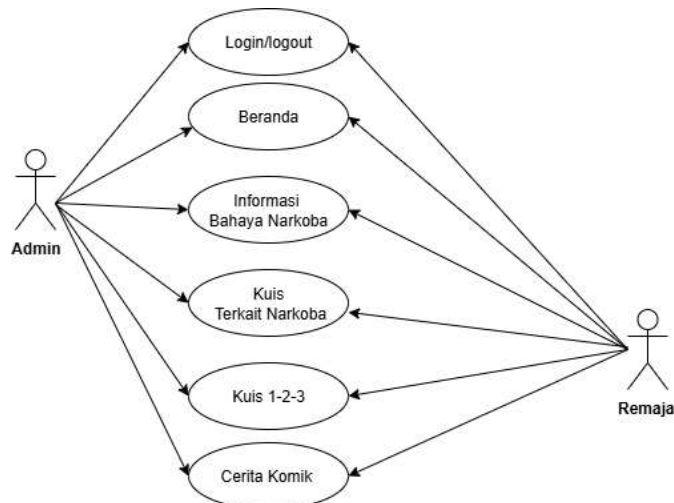 Login/logout
Beranda
Informasi
Bahaya Narkoba
Admin
Kuis
Terkait Narkoba
Kuis 1-2-3
Remaja
Cerita Komik